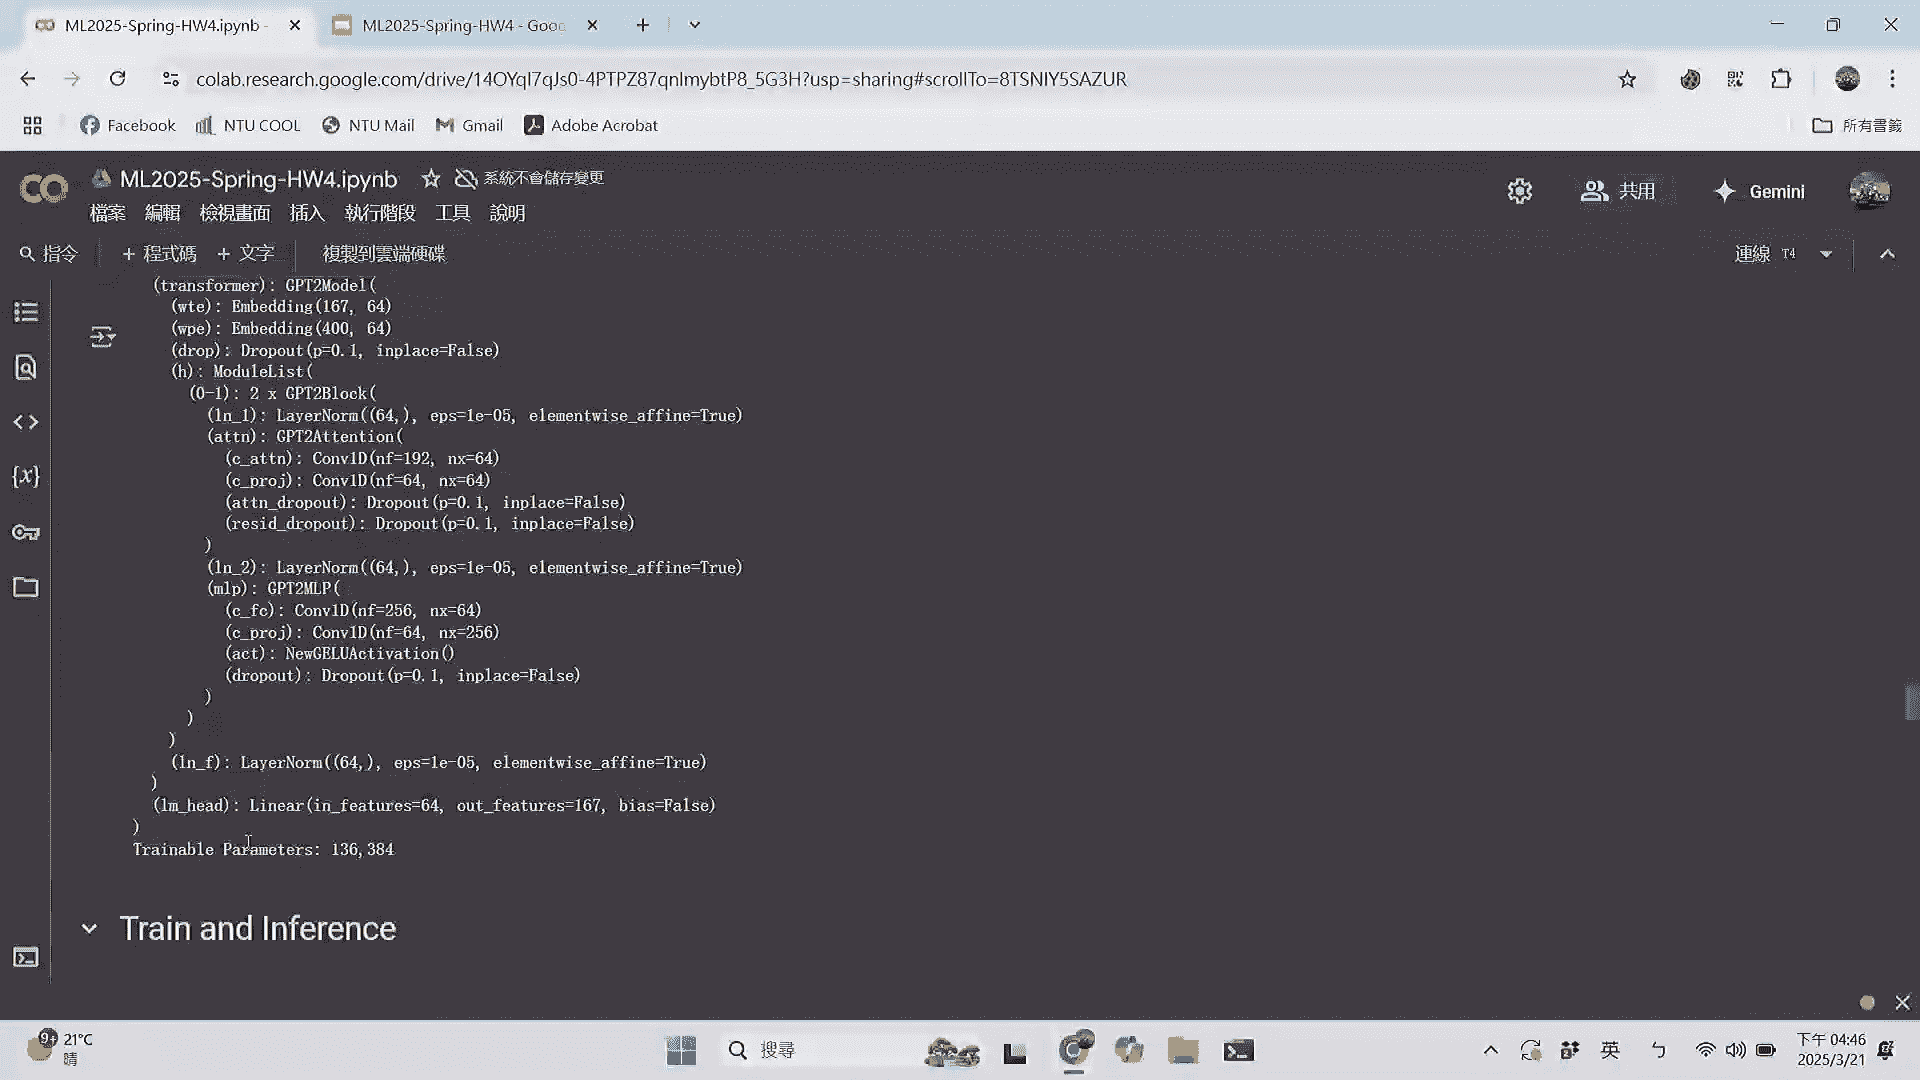 ML2025-Spring-HW4.ipynb -
ML2025-Spring-HW4 - Goo
colab.research.google.com/drive/14OYqI7qJs0-4PTPZ87qnlmybtP8_5G3H?usp=sharing#scrollTo=8TSNIY5SAZUR
Facebook NTU COOL NTU Mail Gmail Adobe Acrobat 所有書籤
ML2025-Spring-HW4.ipynb 系統不會儲存變更
檔案 編輯 檢視畫面 插入 執行階段 工具 說明
共用 Gemini
指令 + 程式碼 + 文字 複製到雲端硬碟 連線 T4
(transformer): GPT2Model(
(wte): Embedding(167, 64)
(wpe): Embedding(400, 64)
(drop): Dropout(p=0.1, inplace=False)
(h): ModuleList(
(0-1): 2 x GPT2Block(
(ln_1): LayerNorm((64,), eps=1e-05, elementwise_affine=True)
(attn): GPT2Attention(
(c_attn): Conv1D(nf=192, nx=64)
(c_proj): Conv1D(nf=64, nx=64)
(attn_dropout): Dropout(p=0.1, inplace=False)
(resid_dropout): Dropout(p=0.1, inplace=False)
)
(ln_2): LayerNorm((64,), eps=1e-05, elementwise_affine=True)
(mlp): GPT2MLP(
(c_fc): Conv1D(nf=256, nx=64)
(c_proj): Conv1D(nf=64, nx=256)
(act): NewGELUActivation()
(dropout): Dropout(p=0.1, inplace=False)
)
)
)
(ln_f): LayerNorm((64,), eps=1e-05, elementwise_affine=True)
)
(lm_head): Linear(in_features=64, out_features=167, bias=False)
)
Trainable Parameters: 136,384
Train and Inference
9+ 21°C
晴
搜尋
英 ㄅ
下午 04:46
2025/3/21